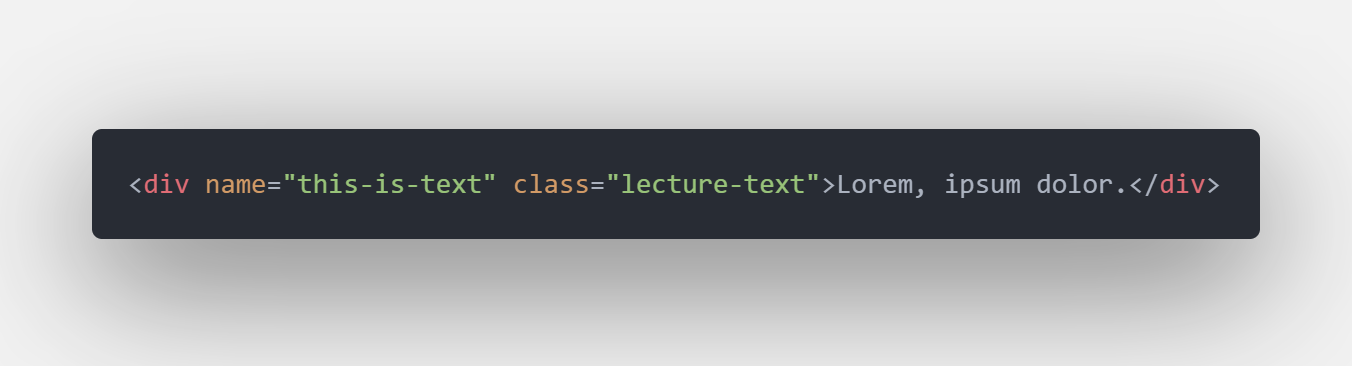 <div name="this-is-text" class="lecture-text">Lorem, ipsum dolor.</div>